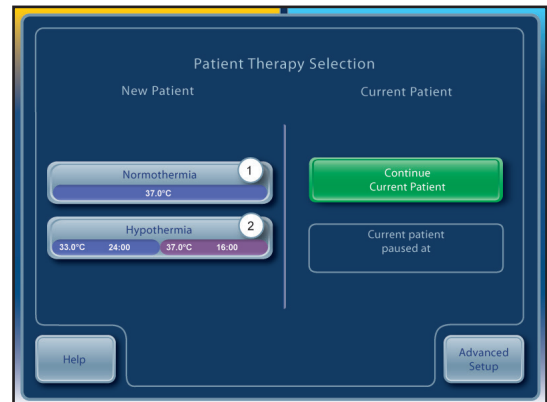 Patient Therapy Selection
New Patient
Current Patient
Normothermia
1
37.0°C
Hypothermia
2
33.0°C 24:00 37.0°C 16:00
Continue
Current Patient
Current patient
paused at
Help
Advanced
Setup